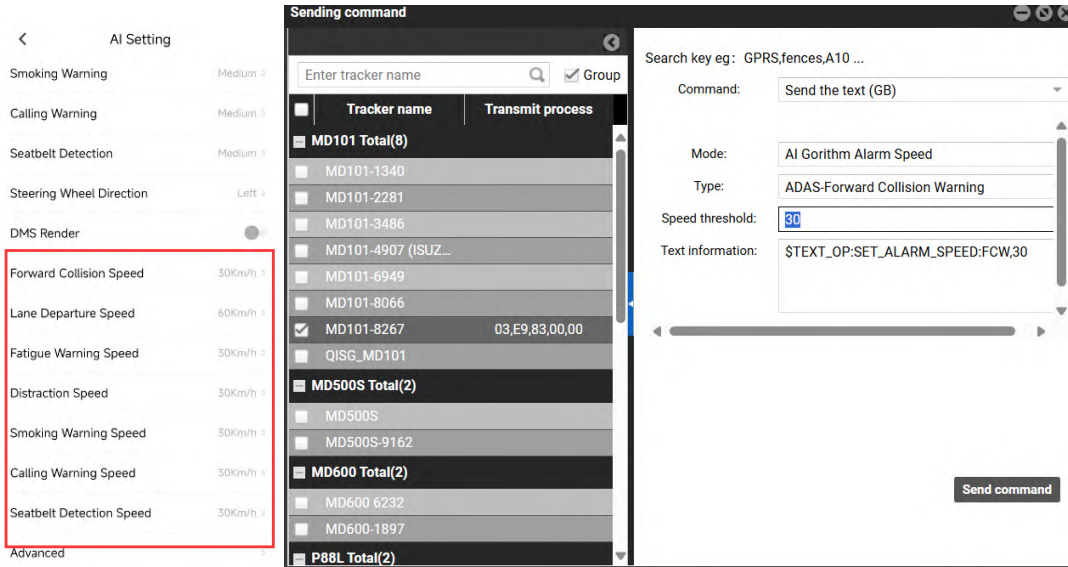 AI Setting
Smoking Warning Medium
Calling Warning Medium
Seatbelt Detection Medium
Steering Wheel Direction Left
DMS Render
Forward Collision Speed 30Km/h
Lane Departure Speed 60Km/h
Fatigue Warning Speed 30Km/h
Distraction Speed 30Km/h
Smoking Warning Speed 30Km/h
Calling Warning Speed 30Km/h
Seatbelt Detection Speed 30Km/h
Advanced
Sending command
Enter tracker name Group
Tracker name Transmit process
MD101 Total(8)
MD101-1340
MD101-2281
MD101-3486
MD101-4907 (ISUZ...
MD101-6949
MD101-8066
MD101-8267 03,E9,83,00,00
QISG_MD101
MD500S Total(2)
MD500S
MD500S-9162
MD600 Total(2)
MD600 6232
MD600-1897
P88L Total(2)
Search key eg: GPRS,fences,A10 ...
Command: Send the text (GB)
Mode: AI Gorithm Alarm Speed
Type: ADAS-Forward Collision Warning
Speed threshold: 30
Text information: $TEXT_OP:SET_ALARM_SPEED:FCW,30
Send command